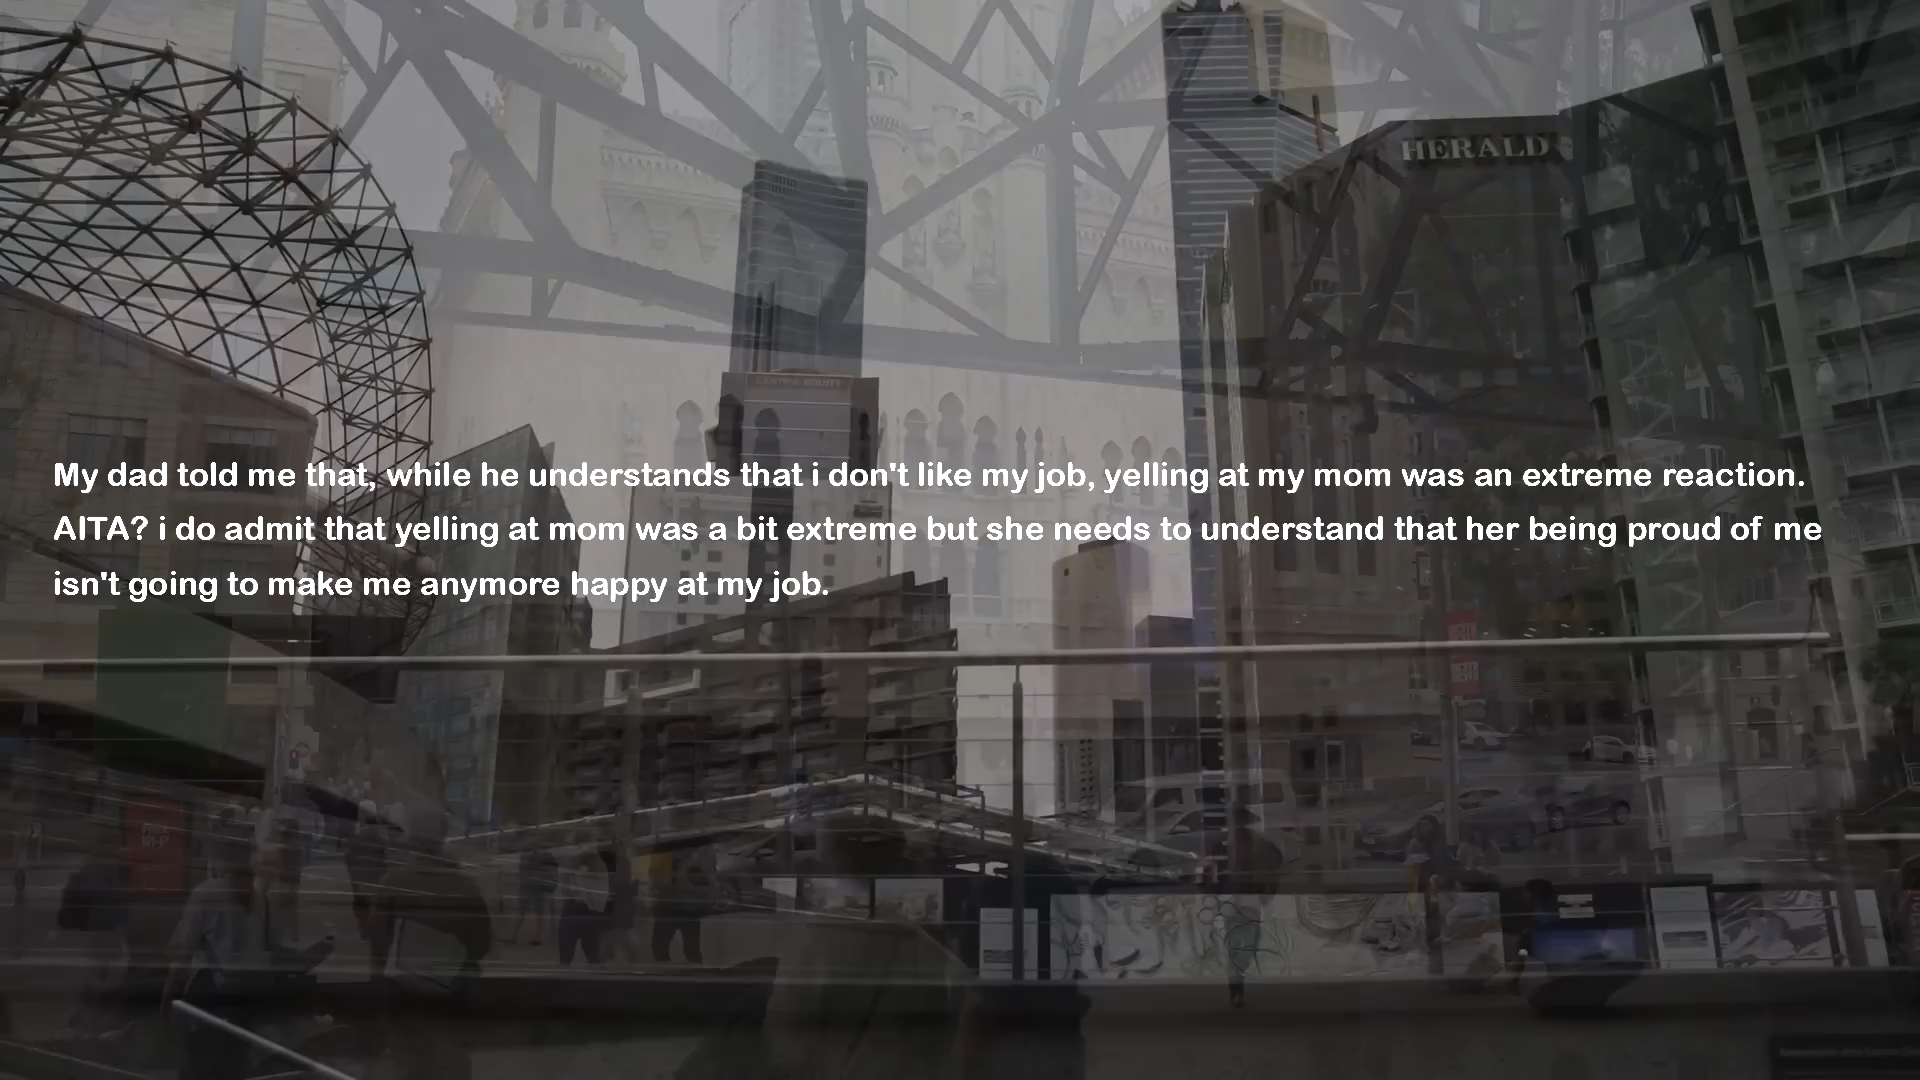 HERALD
CENTRAL EQUITY
My dad told me that, while he understands that i don't like my job, yelling at my mom was an extreme reaction.
AITA? i do admit that yelling at mom was a bit extreme but she needs to understand that her being proud of me
isn't going to make me anymore happy at my job.